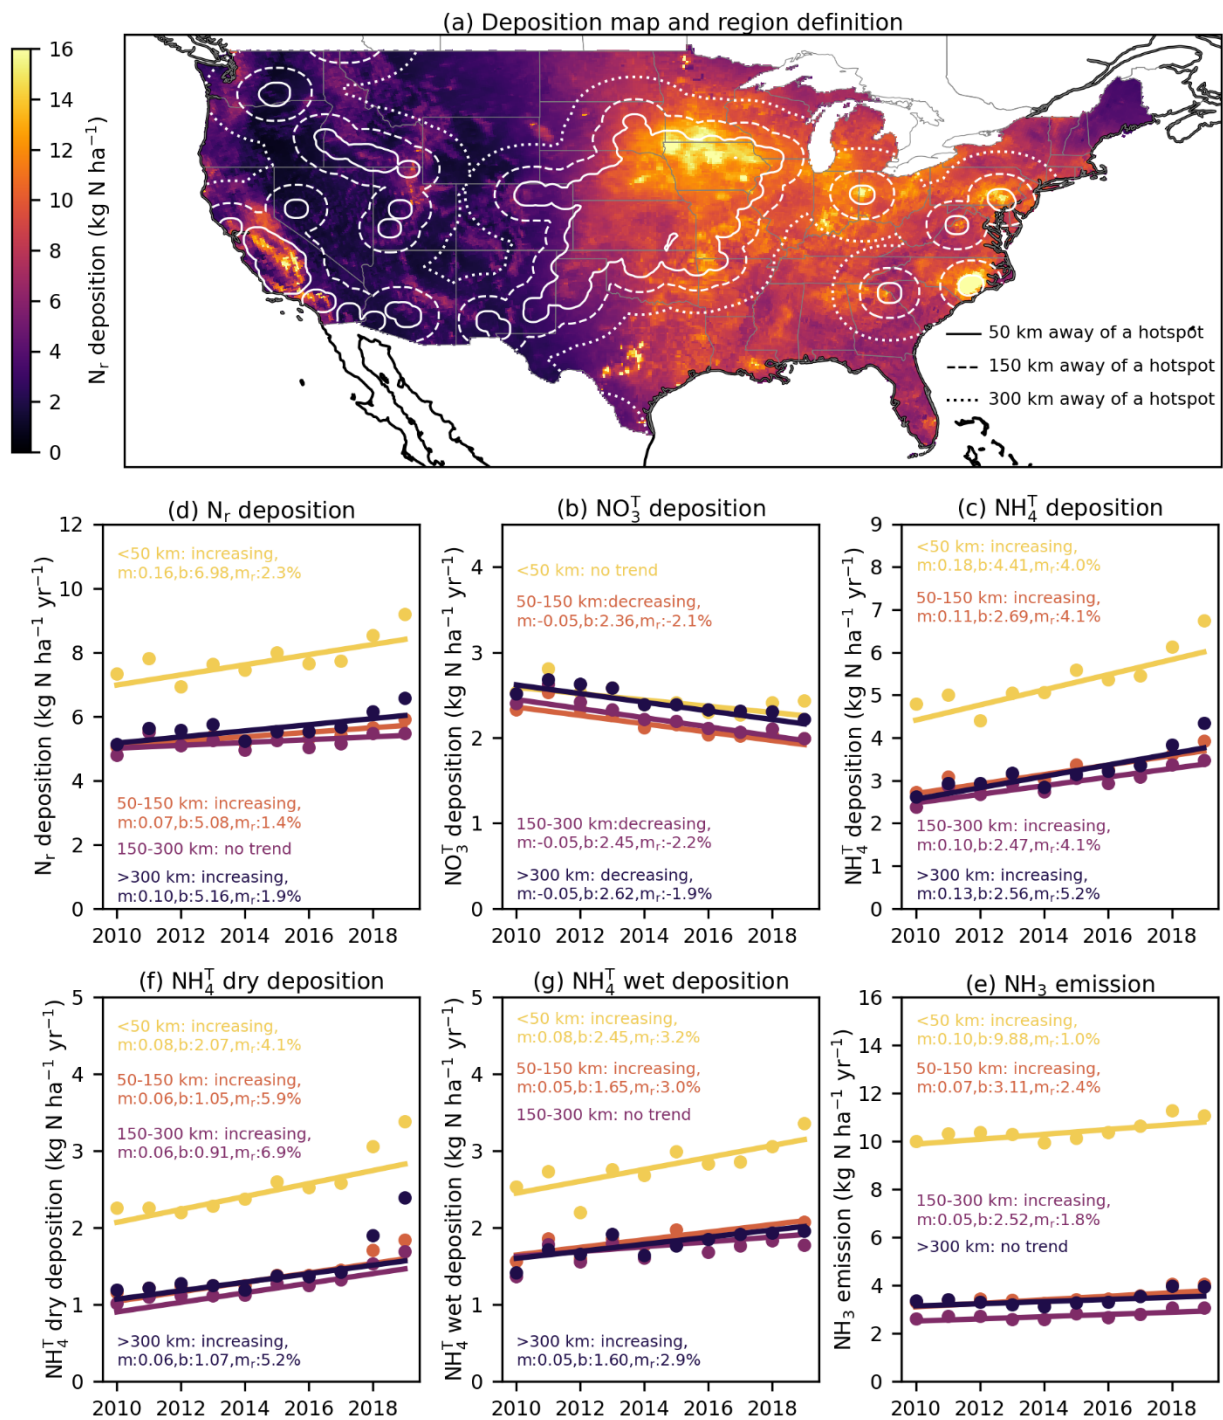 (a) Deposition map and region definition
16
14
12
10
8
6
4
2
0
Nr deposition (kg N ha−1)
50 km away of a hotspot
150 km away of a hotspot
300 km away of a hotspot
(d) Nr deposition
Nr deposition (kg N ha−1 yr−1)
12
10
8
6
4
2
0
<50 km: increasing,
m:0.16,b:6.98,mr:2.3%
50-150 km: increasing,
m:0.07,b:5.08,mr:1.4%
150-300 km: no trend
>300 km: increasing,
m:0.10,b:5.16,mr:1.9%
2010 2012 2014 2016 2018
(b) NO3T deposition
NO3T deposition (kg N ha−1 yr−1)
4
3
2
1
0
<50 km: no trend
50-150 km:decreasing,
m:-0.05,b:2.36,mr:-2.1%
150-300 km:decreasing,
m:-0.05,b:2.45,mr:-2.2%
>300 km: decreasing,
m:-0.05,b:2.62,mr:-1.9%
2010 2012 2014 2016 2018
(c) NH4T deposition
NH4T deposition (kg N ha−1 yr−1)
9
8
7
6
5
4
3
2
1
0
<50 km: increasing,
m:0.18,b:4.41,mr:4.0%
50-150 km: increasing,
m:0.11,b:2.69,mr:4.1%
150-300 km: increasing,
m:0.10,b:2.47,mr:4.1%
>300 km: increasing,
m:0.13,b:2.56,mr:5.2%
2010 2012 2014 2016 2018
(f) NH4T dry deposition
NH4T dry deposition (kg N ha−1 yr−1)
5
4
3
2
1
0
<50 km: increasing,
m:0.08,b:2.07,mr:4.1%
50-150 km: increasing,
m:0.06,b:1.05,mr:5.9%
150-300 km: increasing,
m:0.06,b:0.91,mr:6.9%
>300 km: increasing,
m:0.06,b:1.07,mr:5.2%
2010 2012 2014 2016 2018
(g) NH4T wet deposition
NH4T wet deposition (kg N ha−1 yr−1)
5
4
3
2
1
0
<50 km: increasing,
m:0.08,b:2.45,mr:3.2%
50-150 km: increasing,
m:0.05,b:1.65,mr:3.0%
150-300 km: no trend
>300 km: increasing,
m:0.05,b:1.60,mr:2.9%
2010 2012 2014 2016 2018
(e) NH3 emission
NH3 emission (kg N ha−1 yr−1)
16
14
12
10
8
6
4
2
0
<50 km: increasing,
m:0.10,b:9.88,mr:1.0%
50-150 km: increasing,
m:0.07,b:3.11,mr:2.4%
150-300 km: increasing,
m:0.05,b:2.52,mr:1.8%
>300 km: no trend
2010 2012 2014 2016 2018